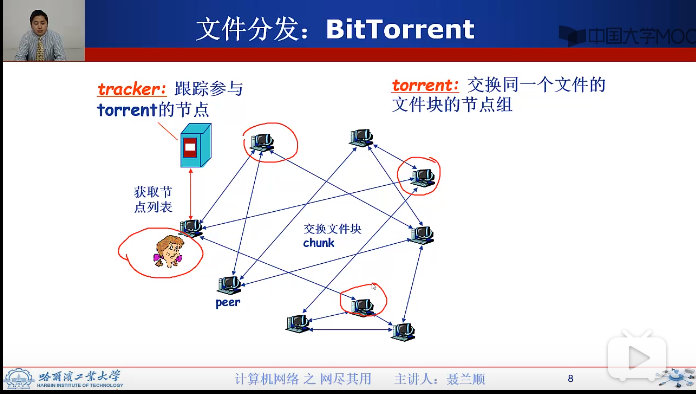 文件分发：BitTorrent
中国大学MOOC
tracker: 跟踪参与
torrent的节点
torrent: 交换同一个文件的
文件块的节点组
获取节
点列表
交换文件块
chunk
peer
哈尔滨工业大学
HARBIN INSTITUTE OF TECHNOLOGY
计算机网络 之 网尽其用 主讲人：聂兰顺
8